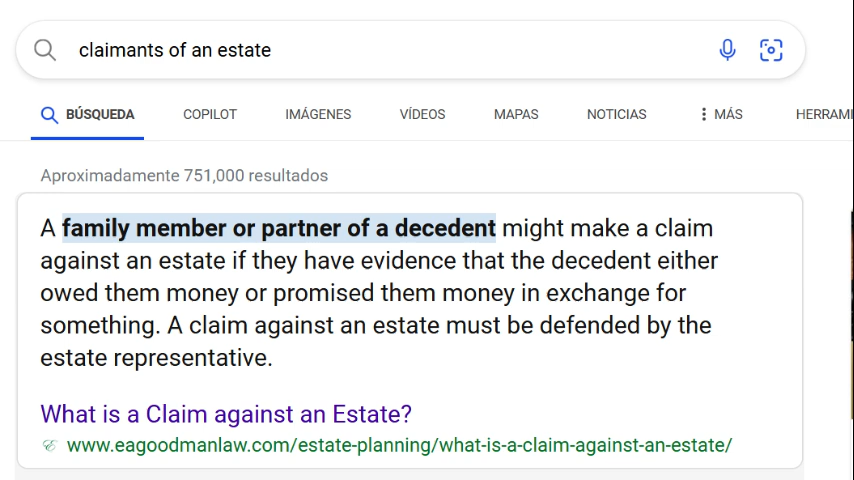 claimants of an estate
BÚSQUEDA COPILOT IMÁGENES VÍDEOS MAPAS NOTICIAS MÁS HERRAMI
Aproximadamente 751,000 resultados
A family member or partner of a decedent might make a claim
against an estate if they have evidence that the decedent either
owed them money or promised them money in exchange for
something. A claim against an estate must be defended by the
estate representative.
What is a Claim against an Estate?
www.eagoodmanlaw.com/estate-planning/what-is-a-claim-against-an-estate/